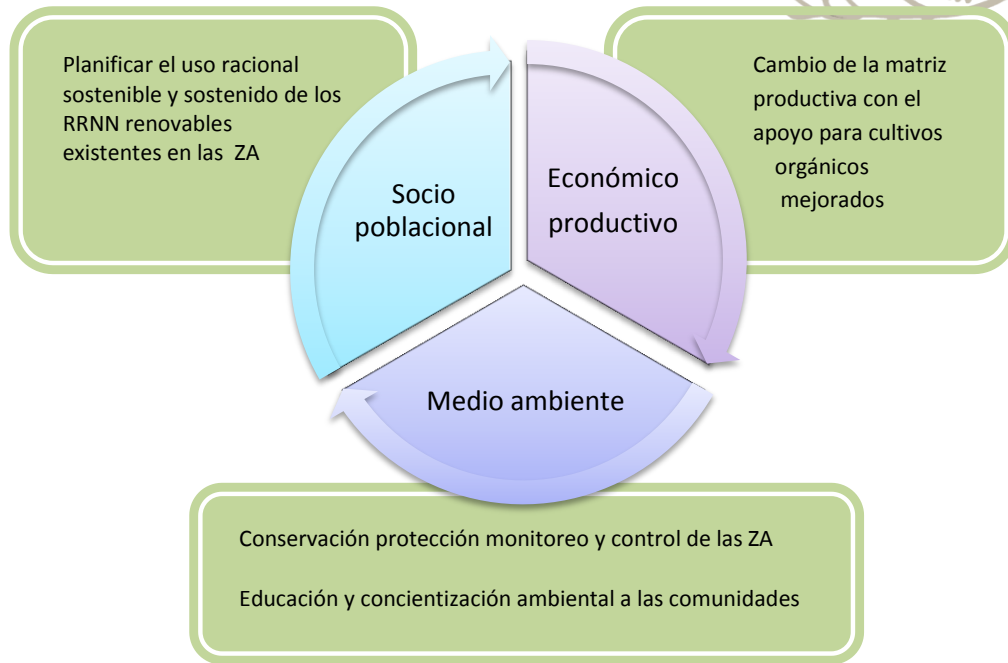 Planificar el uso racional
sostenible y sostenido de los
RRNN renovables
existentes en las ZA
Cambio de la matriz
productiva con el
apoyo para cultivos
orgánicos
mejorados
Socio
poblacional
Económico
productivo
Medio ambiente
Conservación protección monitoreo y control de las ZA
Educación y concientización ambiental a las comunidades